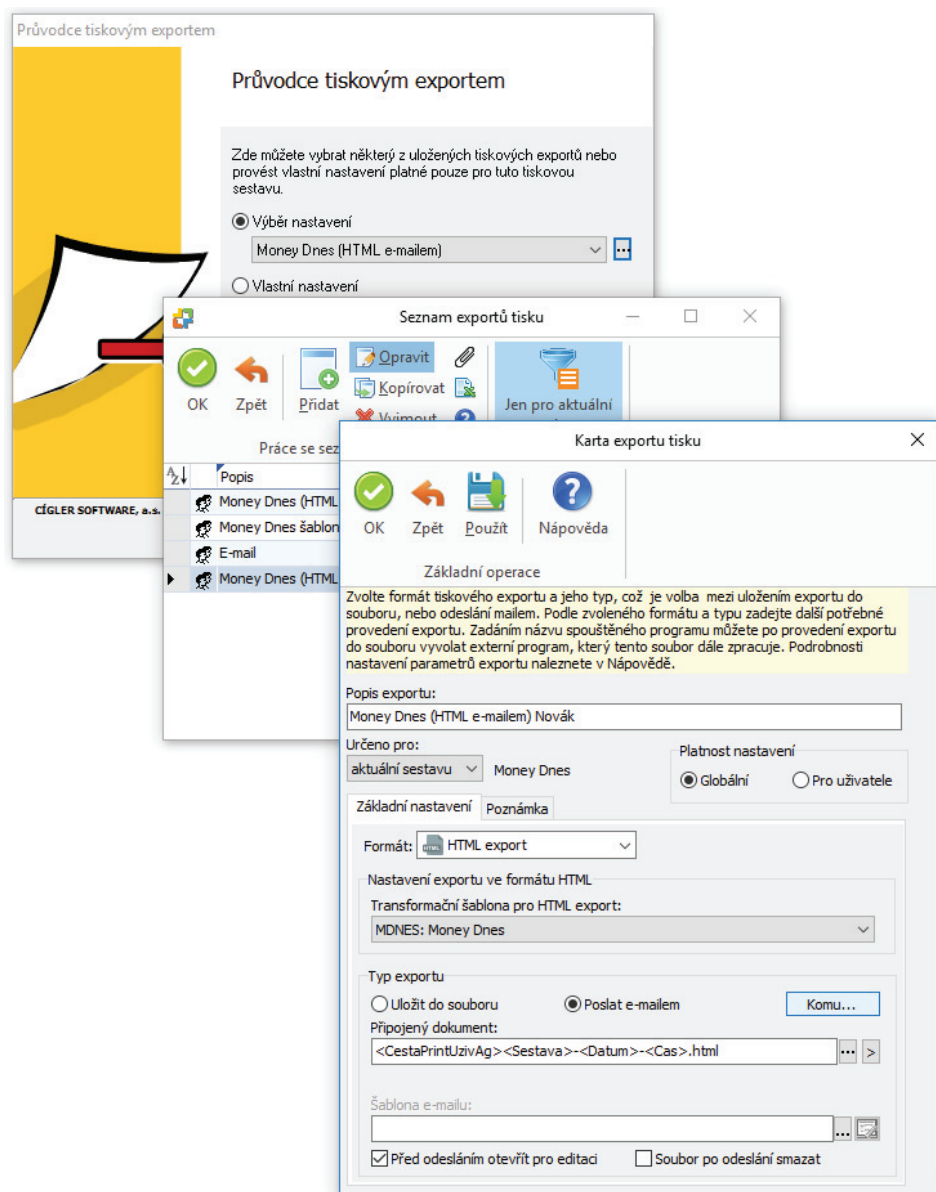 Průvodce tiskovým exportem
Průvodce tiskovým exportem
Zde můžete vybrat některý z uložených tiskových exportů nebo
provést vlastní nastavení platné pouze pro tuto tiskovou
sestavu.
Výběr nastavení
Money Dnes (HTML e-mailem)
...
Vlastní nastavení
CÍGLER SOFTWARE, a.s.
Seznam exportů tisku
OK
Zpět
Přidat
Opravit
Kopírovat
Vyjmout
Jen pro aktuální
Práce se sez
Popis
Money Dnes (HTML
Money Dnes šablon
E-mail
Money Dnes (HTML
Karta exportu tisku
OK
Zpět
Použít
Nápověda
Základní operace
Zvolte formát tiskového exportu a jeho typ, což je volba mezi uložením exportu do
souboru, nebo odeslání mailem. Podle zvoleného formátu a typu zadejte další potřebné
provedení exportu. Zadáním názvu spouštěného programu můžete po provedení exportu
do souboru vyvolat externí program, který tento soubor dále zpracuje. Podrobnosti
nastavení parametrů exportu naleznete v Nápovědě.
Popis exportu:
Money Dnes (HTML e-mailem) Novák
Určeno pro:
aktuální sestavu
Money Dnes
Platnost nastavení
Globální
Pro uživatele
Základní nastavení
Poznámka
Formát:
HTML export
Nastavení exportu ve formátu HTML
Transformační šablona pro HTML export:
MDNES: Money Dnes
Typ exportu
Uložit do souboru
Poslat e-mailem
Komu...
Připojený dokument:
<CestaPrintUzivAg><Sestava>-<Datum>-<Cas>.html
...
>
Šablona e-mailu:
...
Před odesláním otevřít pro editaci
Soubor po odeslání smazat